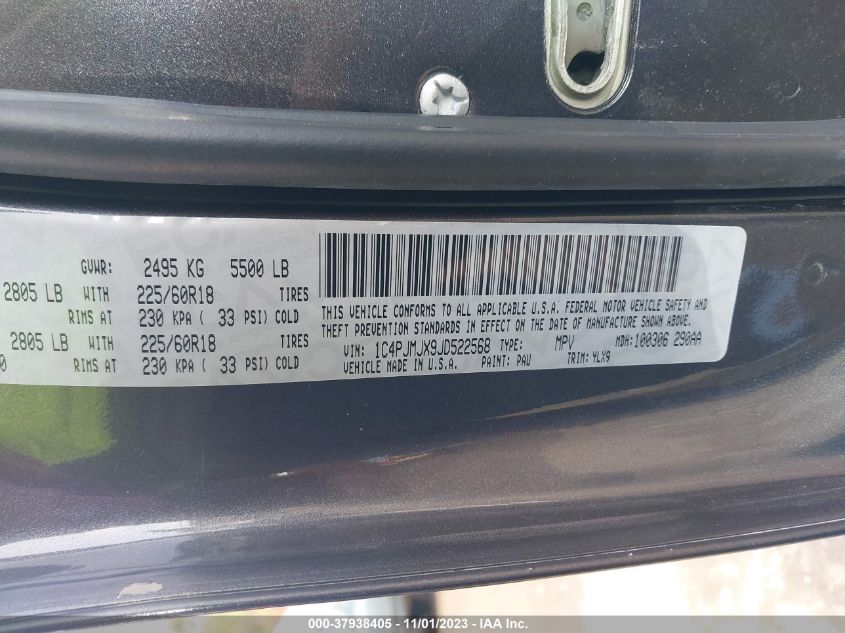 GVWR: 2495 KG 5500 LB
2805 LB WITH 225/60R18 TIRES
RIMS AT 230 KPA ( 33 PSI) COLD
2805 LB WITH 225/60R18 TIRES
0 RIMS AT 230 KPA ( 33 PSI) COLD
THIS VEHICLE CONFORMS TO ALL APPLICABLE U.S.A. FEDERAL MOTOR VEHICLE SAFETY AND
THEFT PREVENTION STANDARDS IN EFFECT ON THE DATE OF MANUFACTURE SHOWN ABOVE.
VIN: 1C4PJMJX9JD522568 TYPE: MPV MDH:100306 290AA
VEHICLE MADE IN U.S.A. PAINT: PAU TRIM: YLX9
000-37938405 - 11/01/2023 - IAA Inc.